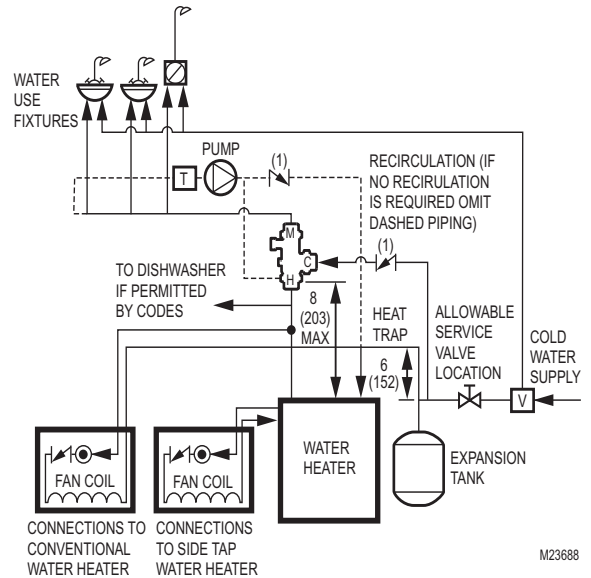 WATER
USE
FIXTURES
PUMP
(1)
T
RECIRCULATION (IF
NO RECIRULATION
IS REQUIRED OMIT
DASHED PIPING)
M
C
H
(1)
TO DISHWASHER
IF PERMITTED
BY CODES
8
(203)
MAX
HEAT
TRAP
6
(152)
ALLOWABLE
SERVICE
VALVE
LOCATION
COLD
WATER
SUPPLY
V
FAN COIL
FAN COIL
WATER
HEATER
EXPANSION
TANK
CONNECTIONS TO
CONVENTIONAL
WATER HEATER
CONNECTIONS
TO SIDE TAP
WATER HEATER
M23688